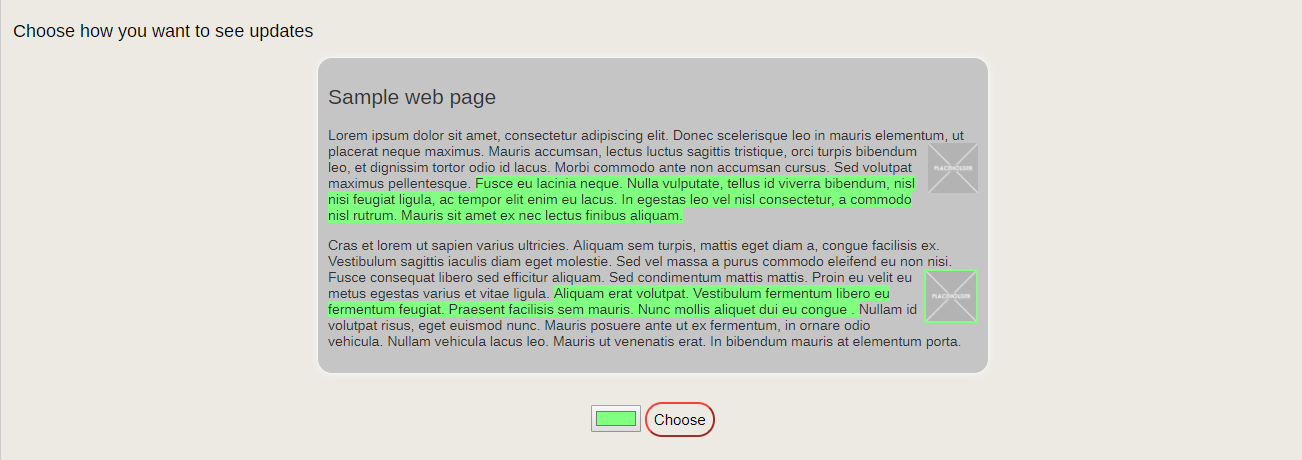 Choose how you want to see updates
Sample web page
Lorem ipsum dolor sit amet, consectetur adipiscing elit. Donec scelerisque leo in mauris elementum, ut
placerat neque maximus. Mauris accumsan, lectus luctus sagittis tristique, orci turpis bibendum
leo, et dignissim tortor odio id lacus. Morbi commodo ante non accumsan cursus. Sed volutpat
PLACEHOLDER
maximus pellentesque. Fusce eu lacinia neque. Nulla vulputate, tellus id viverra bibendum, nisl
nisi feugiat ligula, ac tempor elit enim eu lacus. In egestas leo vel nisl consectetur, a commodo
nisl rutrum. Mauris sit amet ex nec lectus finibus aliquam.
Cras et lorem ut sapien varius ultricies. Aliquam sem turpis, mattis eget diam a, congue facilisis ex.
Vestibulum sagittis iaculis diam eget molestie. Sed vel massa a purus commodo eleifend eu non nisi.
Fusce consequat libero sed efficitur aliquam. Sed condimentum mattis mattis. Proin eu velit eu
metus egestas varius et vitae ligula. Aliquam erat volutpat. Vestibulum fermentum libero eu
PLACEHOLDER
fermentum feugiat. Praesent facilisis sem mauris. Nunc mollis aliquet dui eu congue . Nullam id
volutpat risus, eget euismod nunc. Mauris posuere ante ut ex fermentum, in ornare odio
vehicula. Nullam vehicula lacus leo. Mauris ut venenatis erat. In bibendum mauris at elementum porta.
Choose